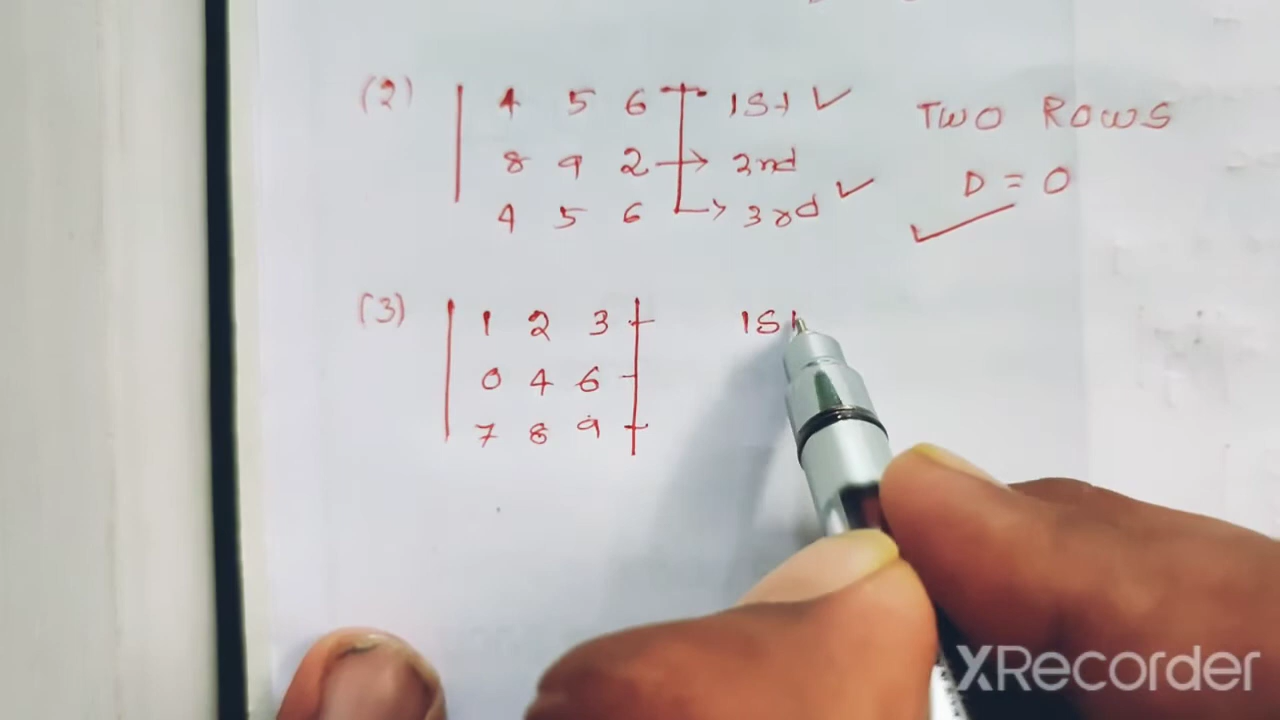 (2) | 4 5 6 | 1St ✓ TWO ROWS
8 9 2 → 2nd D = 0
4 5 6 → 3rd ✓ ✓
(3) | 1 2 3 | 1St
0 4 6
7 8 9
XRecorder